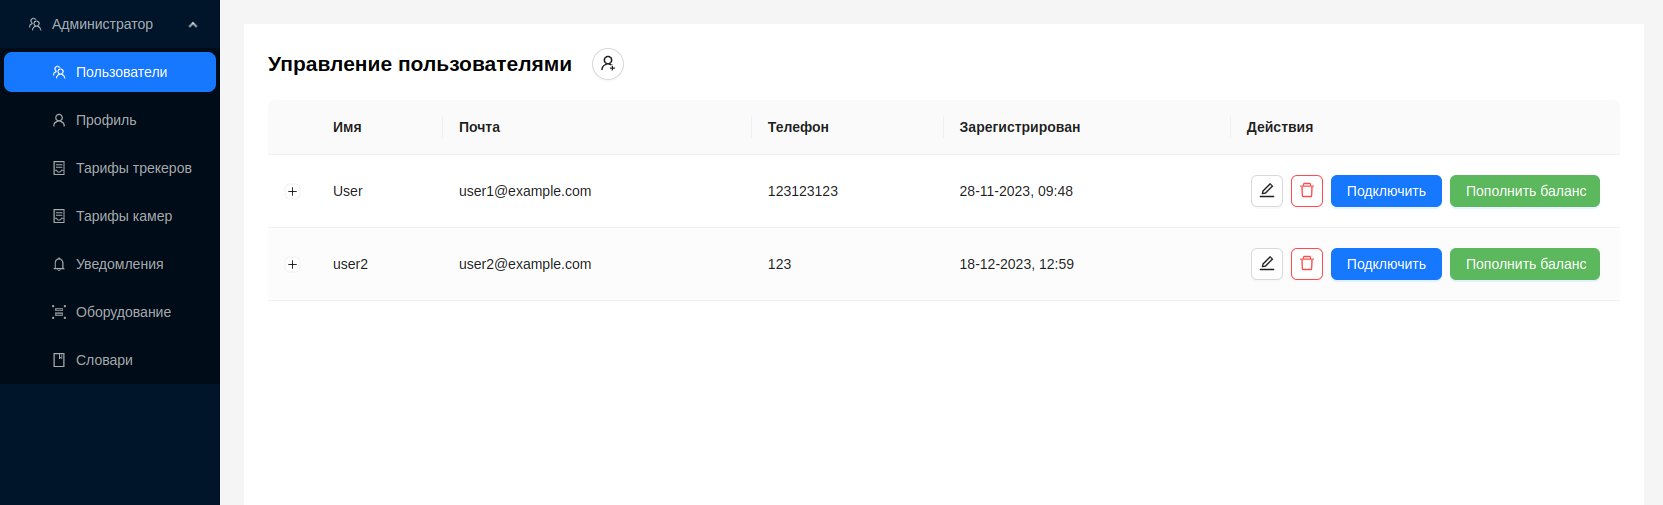 Администратор
Пользователи
Профиль
Тарифы трекеров
Тарифы камер
Уведомления
Оборудование
Словари
Управление пользователями
Имя Почта Телефон Зарегистрирован Действия
User user1@example.com 123123123 28-11-2023, 09:48 Подключить Пополнить баланс
user2 user2@example.com 123 18-12-2023, 12:59 Подключить Пополнить баланс